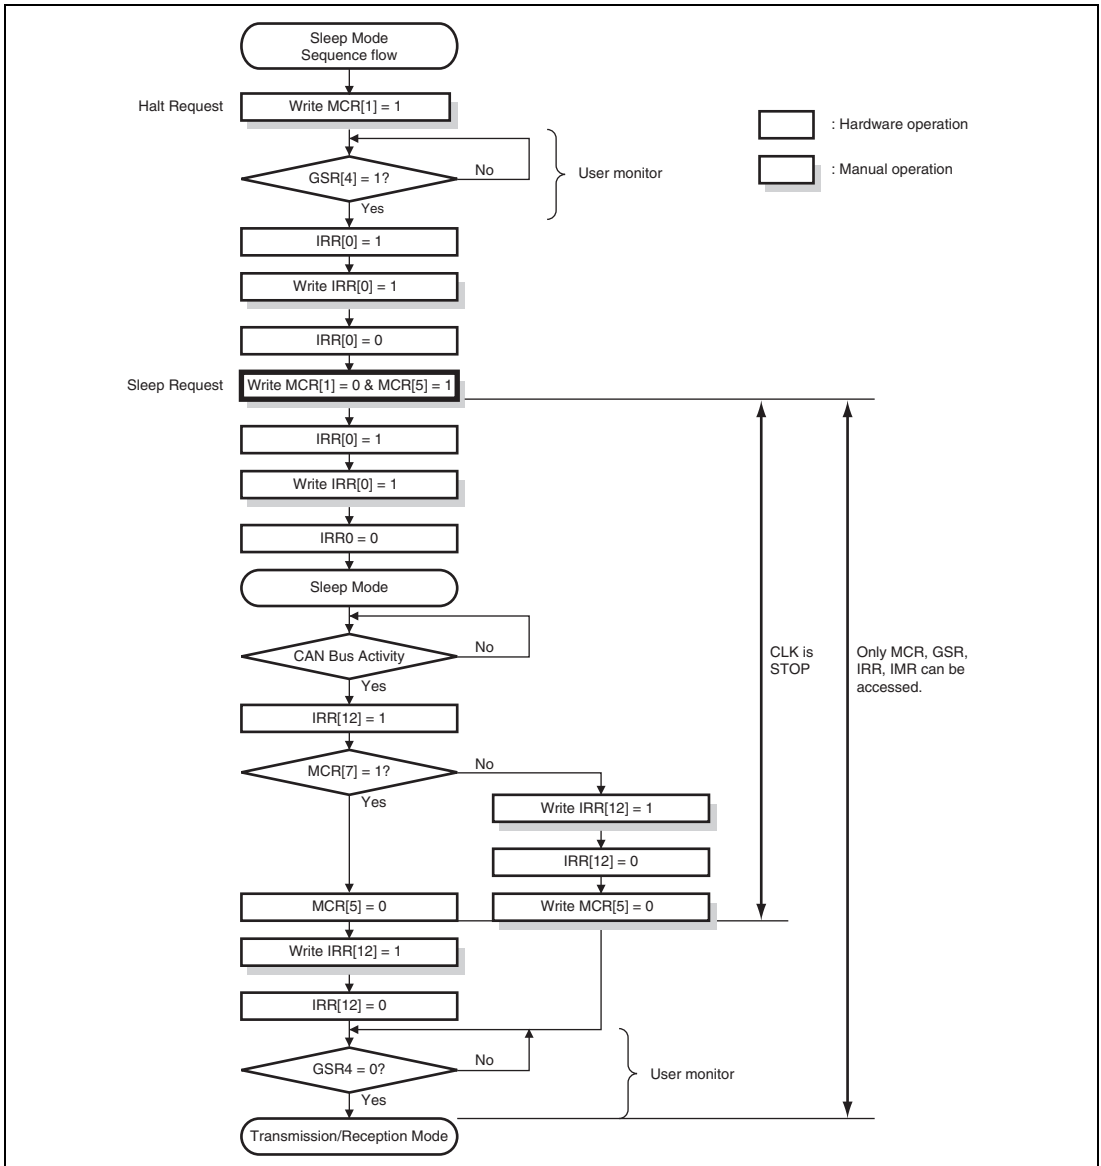 Sleep Mode
Sequence flow
Halt Request
Write MCR[1] = 1
: Hardware operation
: Manual operation
GSR[4] = 1?
No
User monitor
Yes
IRR[0] = 1
Write IRR[0] = 1
IRR[0] = 0
Sleep Request
Write MCR[1] = 0 & MCR[5] = 1
IRR[0] = 1
Write IRR[0] = 1
IRR0 = 0
Sleep Mode
CAN Bus Activity
No
Yes
CLK is
STOP
Only MCR, GSR,
IRR, IMR can be
accessed.
IRR[12] = 1
MCR[7] = 1?
No
Yes
Write IRR[12] = 1
IRR[12] = 0
MCR[5] = 0
Write MCR[5] = 0
Write IRR[12] = 1
IRR[12] = 0
GSR4 = 0?
No
User monitor
Yes
Transmission/Reception Mode